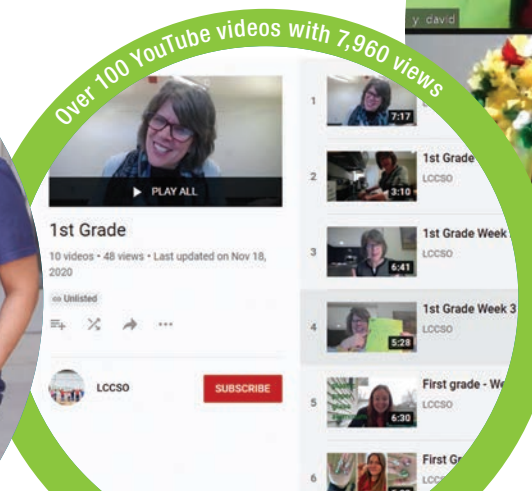 Over 100 YouTube videos with 7,960 views
y david
PLAY ALL
1st Grade
10 videos • 48 views • Last updated on Nov 18,
2020
Unlisted
LCCSO
SUBSCRIBE
1
7:17
2
1st Grade
LCCSO
3:10
3
1st Grade Week
LCCSO
6:41
4
1st Grade Week 3
LCCSO
5:28
5
First grade - We
LCCSO
6:30
6
First Gr